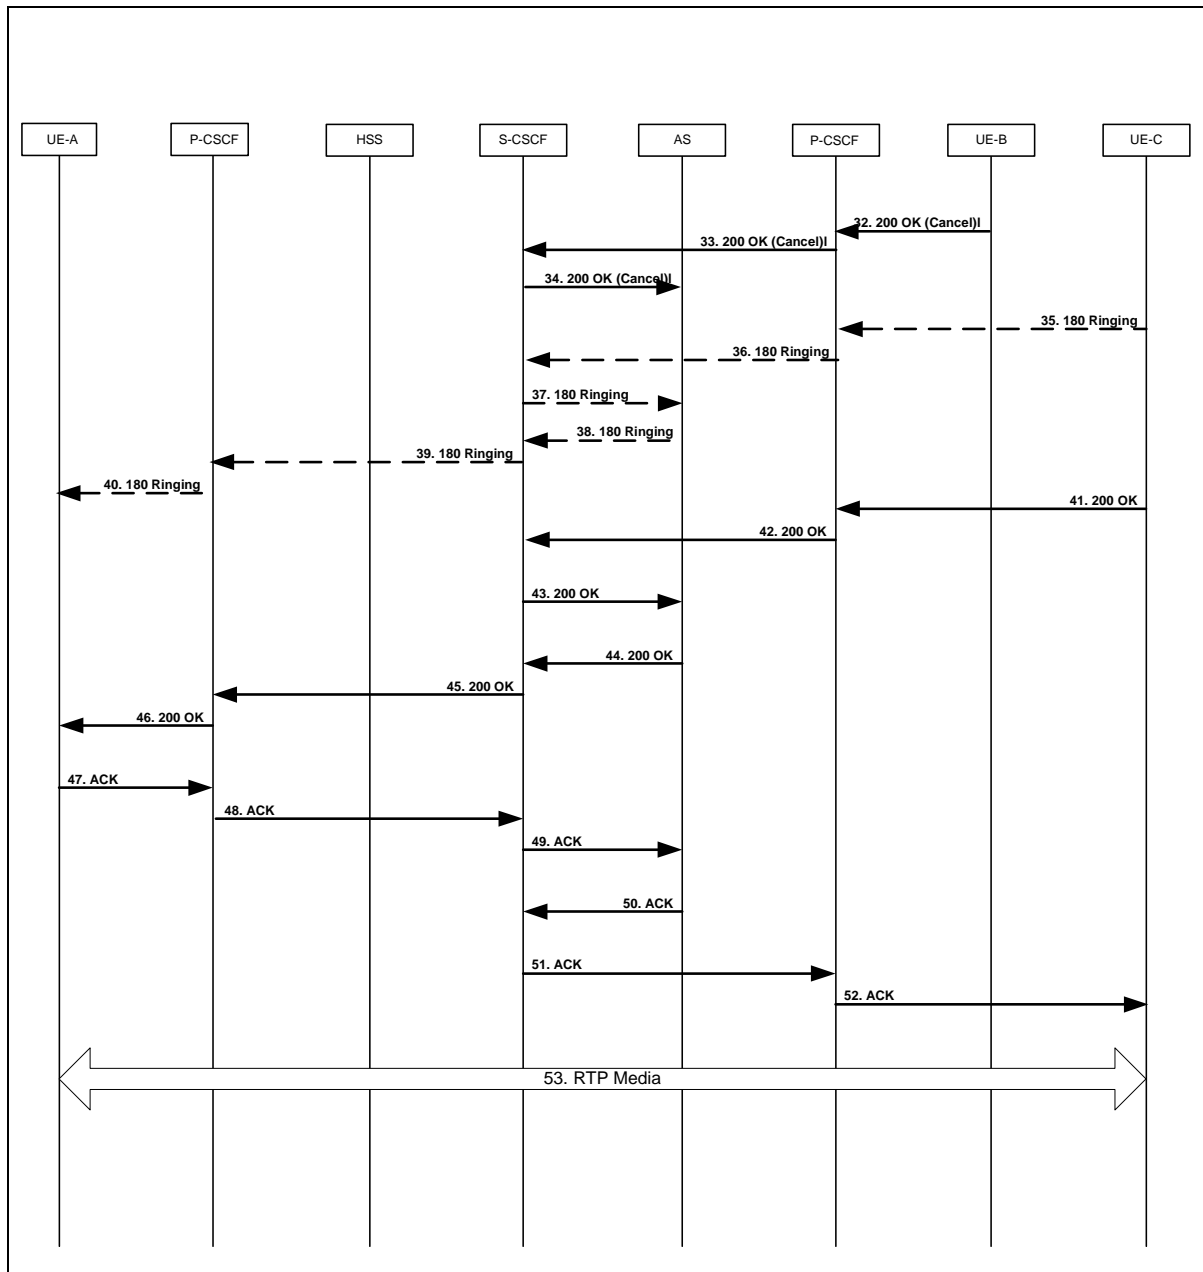 UE-A
P-CSCF
HSS
S-CSCF
AS
P-CSCF
UE-B
UE-C
32. 200 OK (Cancel)l
33. 200 OK (Cancel)l
34. 200 OK (Cancel)l
35. 180 Ringing
36. 180 Ringing
37. 180 Ringing
38. 180 Ringing
39. 180 Ringing
40. 180 Ringing
41. 200 OK
42. 200 OK
43. 200 OK
44. 200 OK
45. 200 OK
46. 200 OK
47. ACK
48. ACK
49. ACK
50. ACK
51. ACK
52. ACK
53. RTP Media